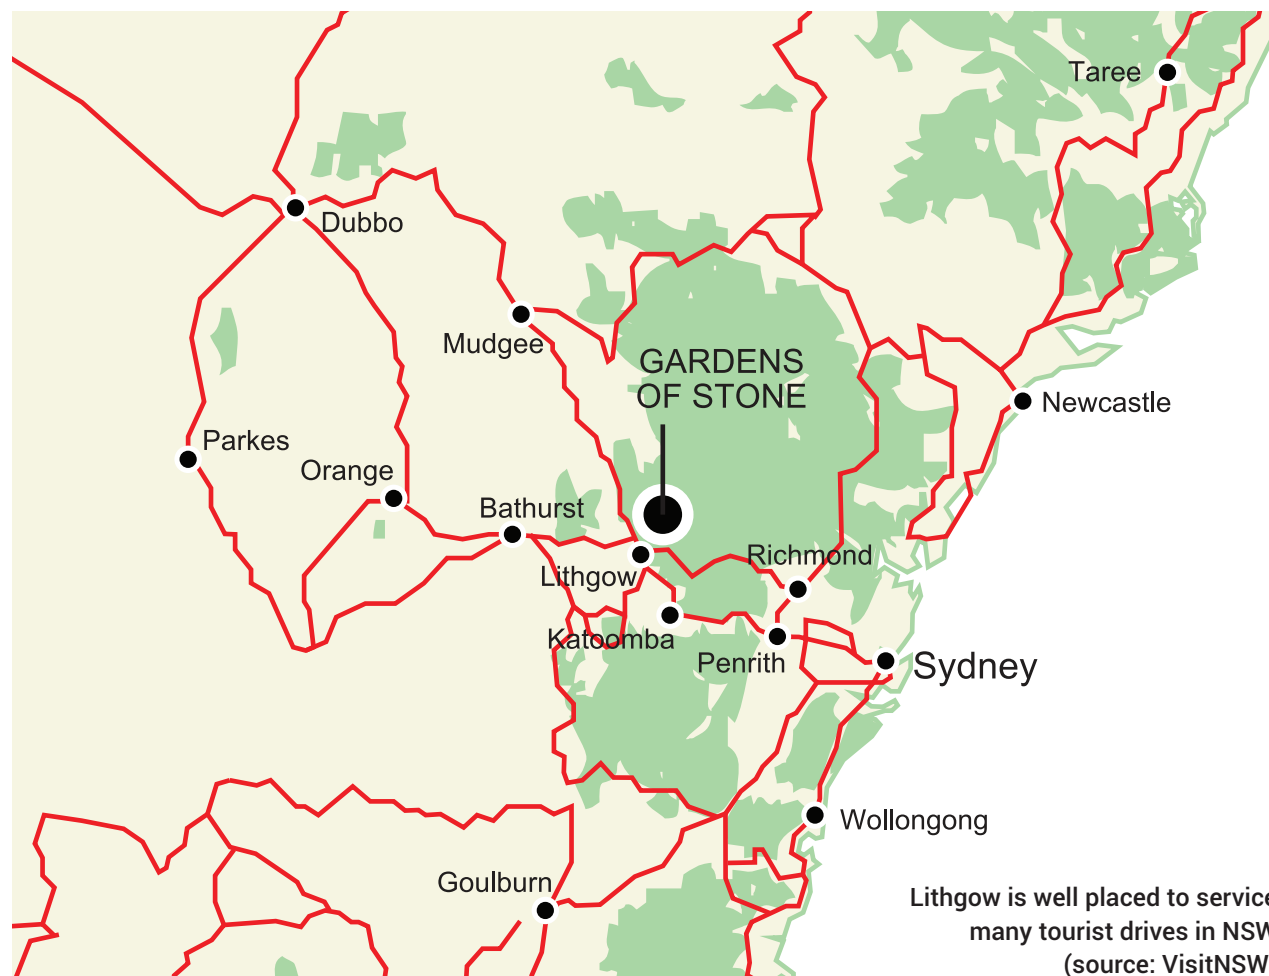 Taree
Dubbo
Mudgee
GARDENS
OF STONE
Newcastle
Parkes
Orange
Bathurst
Richmond
Lithgow
Katoomba
Penrith
Sydney
Wollongong
Goulburn
Lithgow is well placed to service
many tourist drives in NSW
(source: VisitNSW